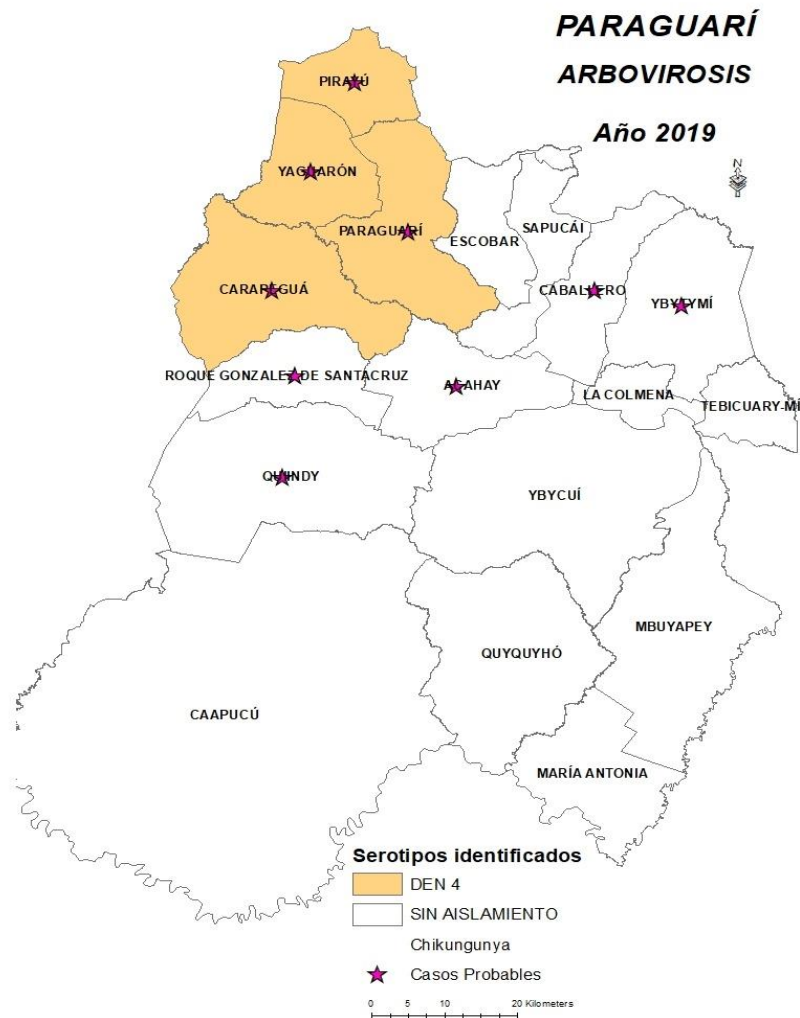 PARAGUARÍ
ARBOVIROSIS
Año 2019
N
PIRAYÚ
YAGUARÓN
PARAGUARÍ
ESCOBAR
SAPUCÁI
CARAPEGUÁ
CABALLERO
YBYTYMÍ
ROQUE GONZALEZ DE SANTACRUZ
ACAHAY
LA COLMENA
TEBICUARY-MÍ
QUIINDY
YBYCUÍ
MBUYAPEY
QUYQUYHÓ
CAAPUCÚ
MARÍA ANTONIA
Serotipos identificados
DEN 4
SIN AISLAMIENTO
Chikungunya
Casos Probables
0 5 10 20 Kilometers